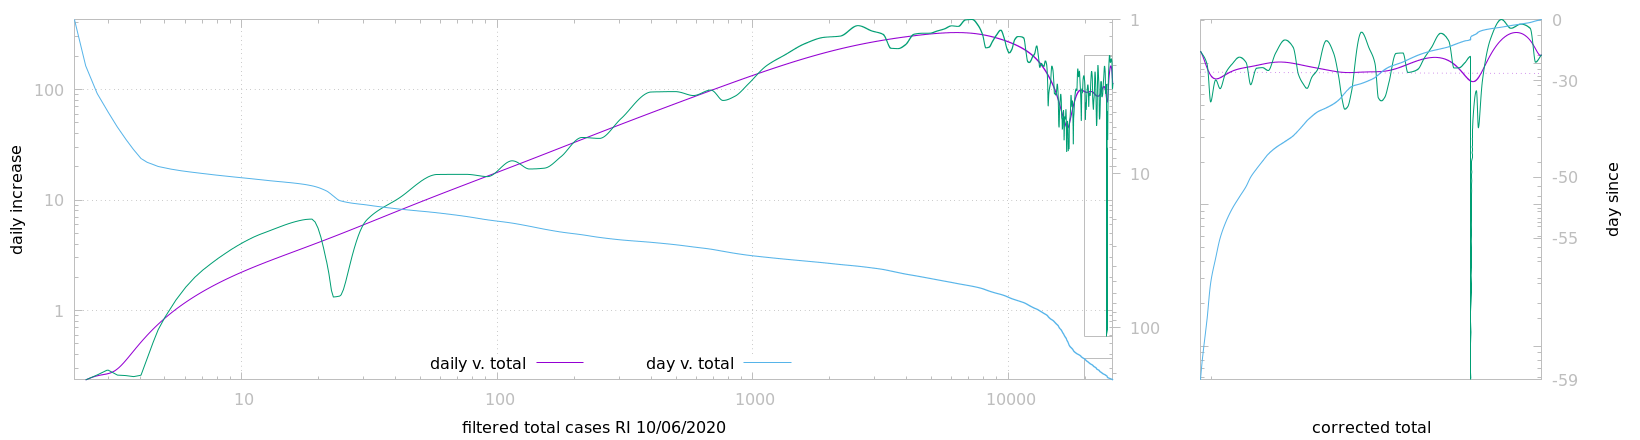 1 0
100 -30
10
daily increase 10 -50 day since
-55
1 100
daily v. total day v. total
-59
10 100 1000 10000
filtered total cases RI 10/06/2020 corrected total